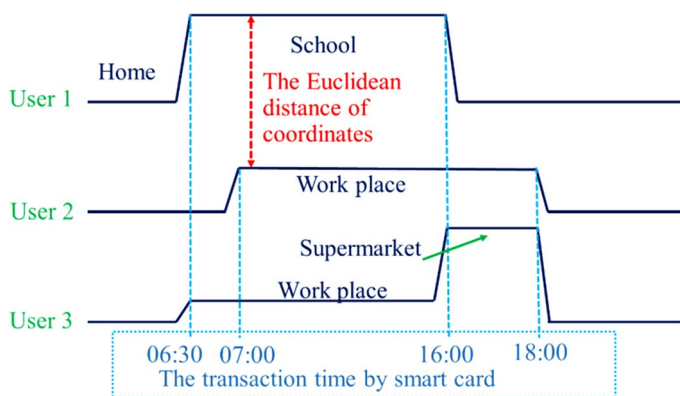 Home
School
User 1
The Euclidean
distance of
coordinates
Work place
User 2
Supermarket
Work place
User 3
06:30 07:00 16:00 18:00
The transaction time by smart card